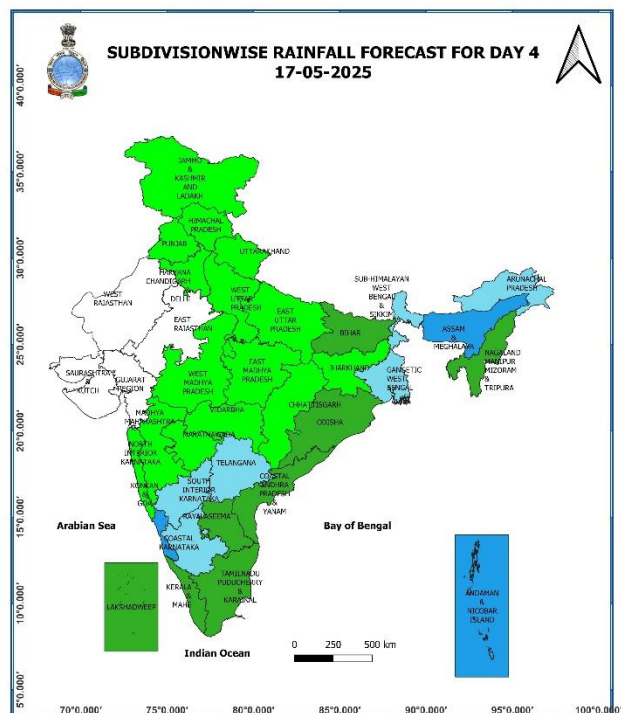 SUBDIVISIONWISE RAINFALL FORECAST FOR DAY 4
17-05-2025
40°0.000'
35°0.000'
30°0.000'
25°0.000'
20°0.000'
15°0.000'
10°0.000'
5°0.000'
JAMMU
&
KASHMIR
AND
LADAKH
HIMACHAL
PRADESH
PUNJAB
UTTARAKHAND
HARYANA
CHANDIGARH
&
DELHI
WEST
RAJASTHAN
WEST
UTTAR
PRADESH
EAST
RAJASTHAN
EAST
UTTAR
PRADESH
SUB-HIMALAYAN
WEST
BENGAL
&
SIKKIM
ARUNACHAL
PRADESH
BIHAR
ASSAM
&
MEGHALAYA
NAGALAND
MANIPUR
MIZORAM
&
TRIPURA
SAURASHTRA
&
KUTCH
GUJARAT
REGION
WEST
MADHYA
PRADESH
EAST
MADHYA
PRADESH
JHARKHAND
GANGETIC
WEST
BENGAL
MADHYA
MAHARASHTRA
VIDARBHA
CHHATTISGARH
ODISHA
MARATHAWADA
NORTH
INTERIOR
KARNATAKA
TELANGANA
KONKAN
&
GOA
SOUTH
INTERIOR
KARNATAKA
COASTAL
ANDHRA
PRADESH
&
YANAM
RAYALASEEMA
COASTAL
KARNATAKA
Arabian Sea
Bay of Bengal
TAMILNADU
PUDUCHERRY
&
KARAIKAL
KERALA
&
MAHE
LAKSHADWEEP
ANDAMAN
&
NICOBAR
ISLAND
Indian Ocean
0 250 500 km
70°0.000' 75°0.000' 80°0.000' 85°0.000' 90°0.000' 95°0.000' 100°0.000'